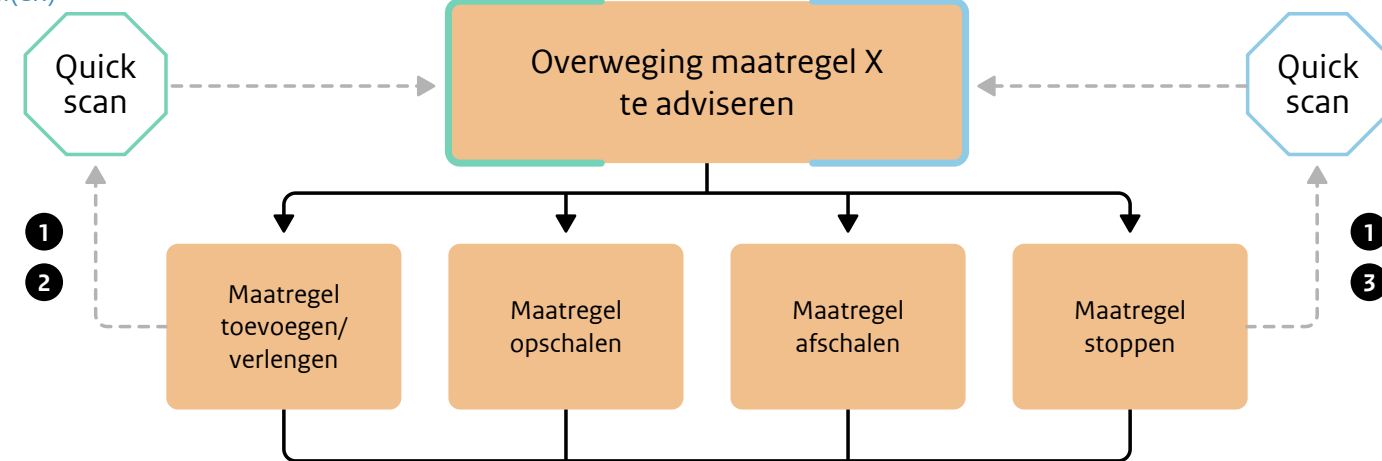 Quick
scan
Overweging maatregel X
te adviseren
Quick
scan
1
2
1
3
Maatregel
toevoegen/
verlengen
Maatregel
opschalen
Maatregel
afschalen
Maatregel
stoppen